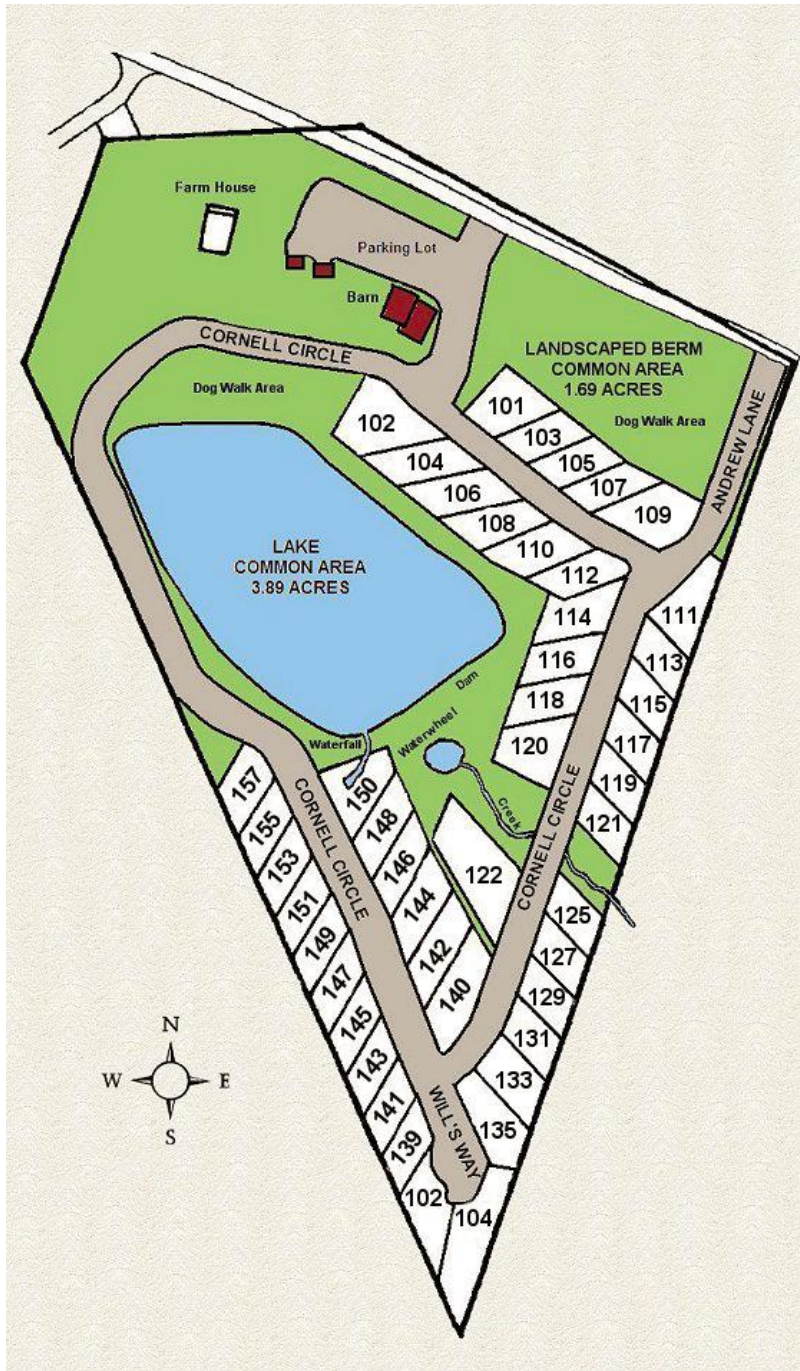 Farm House
Parking Lot
Barn
CORNELL CIRCLE
LANDSCAPED BERM
COMMON AREA
1.69 ACRES
Dog Walk Area
Dog Walk Area
ANDREW LANE
101
102
103
104
105
106
107
108
109
110
112
LAKE
COMMON AREA
3.89 ACRES
114
111
116
113
118
115
120
117
119
121
Dam
Waterwheel
Waterfall
Creek
CORNELL CIRCLE
CORNELL CIRCLE
157
155
153
151
149
147
145
143
141
139
150
148
146
144
142
140
122
125
127
129
131
133
135
WILL'S WAY
102
104
N
W
E
S